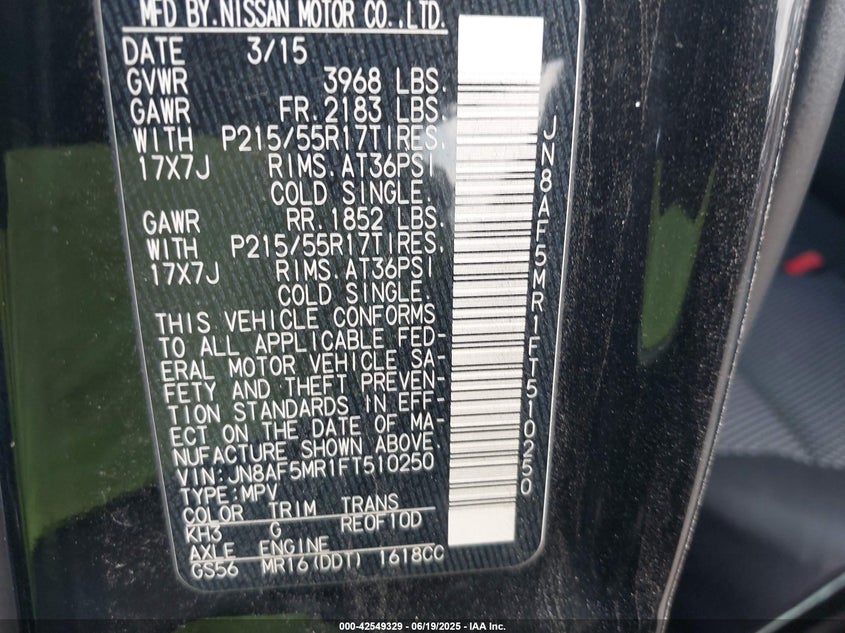 MFD BY. NISSAN MOTOR CO., LTD.
DATE 3/15
GVWR 3968 LBS.
GAWR FR. 2183 LBS.
WITH P215/55R17TIRES.
17X7J RIMS. AT36PSI
COLD SINGLE.
GAWR RR. 1852 LBS.
WITH P215/55R17TIRES.
17X7J RIMS. AT36PSI
COLD SINGLE.
THIS VEHICLE CONFORMS
TO ALL APPLICABLE FED-
ERAL MOTOR VEHICLE SA-
FETY AND THEFT PREVEN-
TION STANDARDS IN EFF-
ECT ON THE DATE OF MA-
NUFACTURE SHOWN ABOVE.
VIN: JN8AF5MR1FT510250
TYPE: MPV
COLOR TRIM TRANS
KH3 G RE0F10D
AXLE ENGINE
GS56 MR16(DDT) 1618CC
JN8AF5MR1FT510250
000-42549329 - 06/19/2025 - IAA Inc.